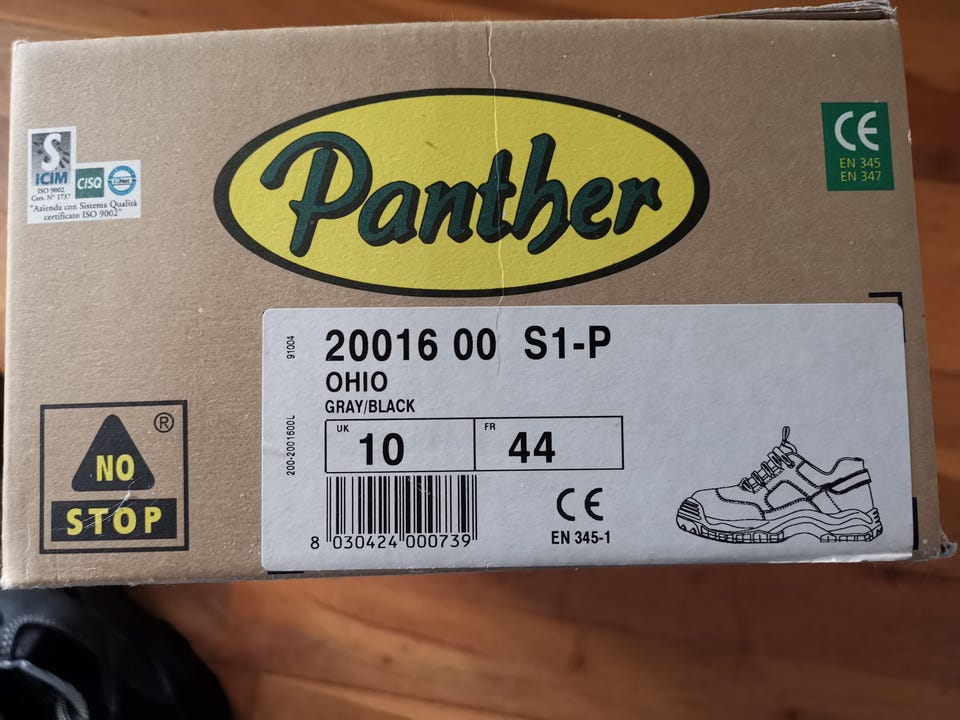 S
ICIM
ISO 9002
Cert. N° 1737
CISQ
"Azienda con Sistema Qualità
certificato ISO 9002"
Panther
CE
EN 345
EN 347
91004
20016 00 S1-P
OHIO
GRAY/BLACK
200-2001600L
UK 10 FR 44
8 030424 000739
CE
EN 345-1
®
NO
STOP